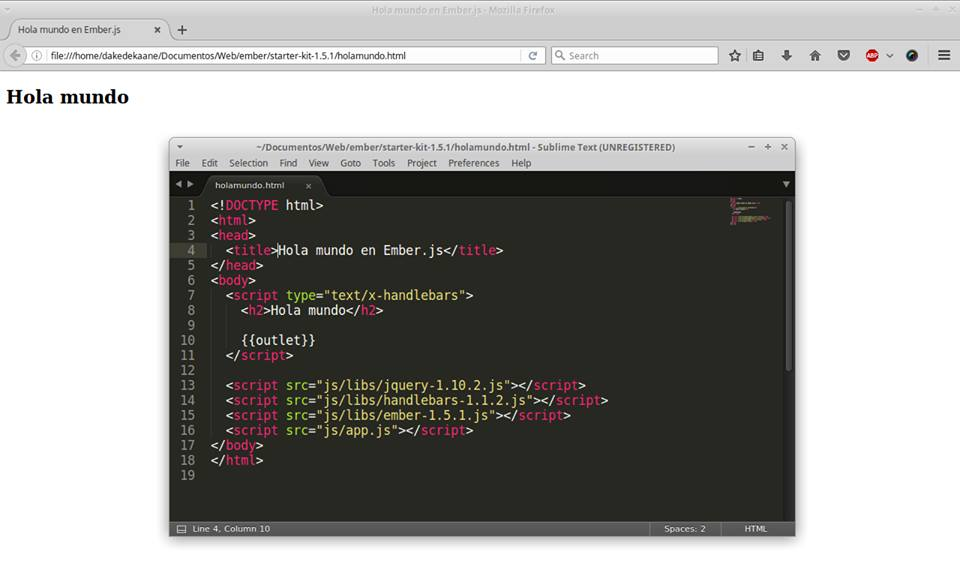 Hola mundo en Ember.js - Mozilla Firefox
Hola mundo en Ember.js
file:///home/dakedekaane/Documentos/Web/ember/starter-kit-1.5.1/holamundo.html
Search
ABP
Hola mundo
~/Documentos/Web/ember/starter-kit-1.5.1/holamundo.html - Sublime Text (UNREGISTERED)
File Edit Selection Find View Goto Tools Project Preferences Help
holamundo.html
1 <!DOCTYPE html>
2 <html>
3 <head>
4 <title>Hola mundo en Ember.js</title>
5 </head>
6 <body>
7 <script type="text/x-handlebars">
8 <h2>Hola mundo</h2>
9
10 {{outlet}}
11 </script>
12
13 <script src="js/libs/jquery-1.10.2.js"></script>
14 <script src="js/libs/handlebars-1.1.2.js"></script>
15 <script src="js/libs/ember-1.5.1.js"></script>
16 <script src="js/app.js"></script>
17 </body>
18 </html>
19
Line 4, Column 10 Spaces: 2 HTML